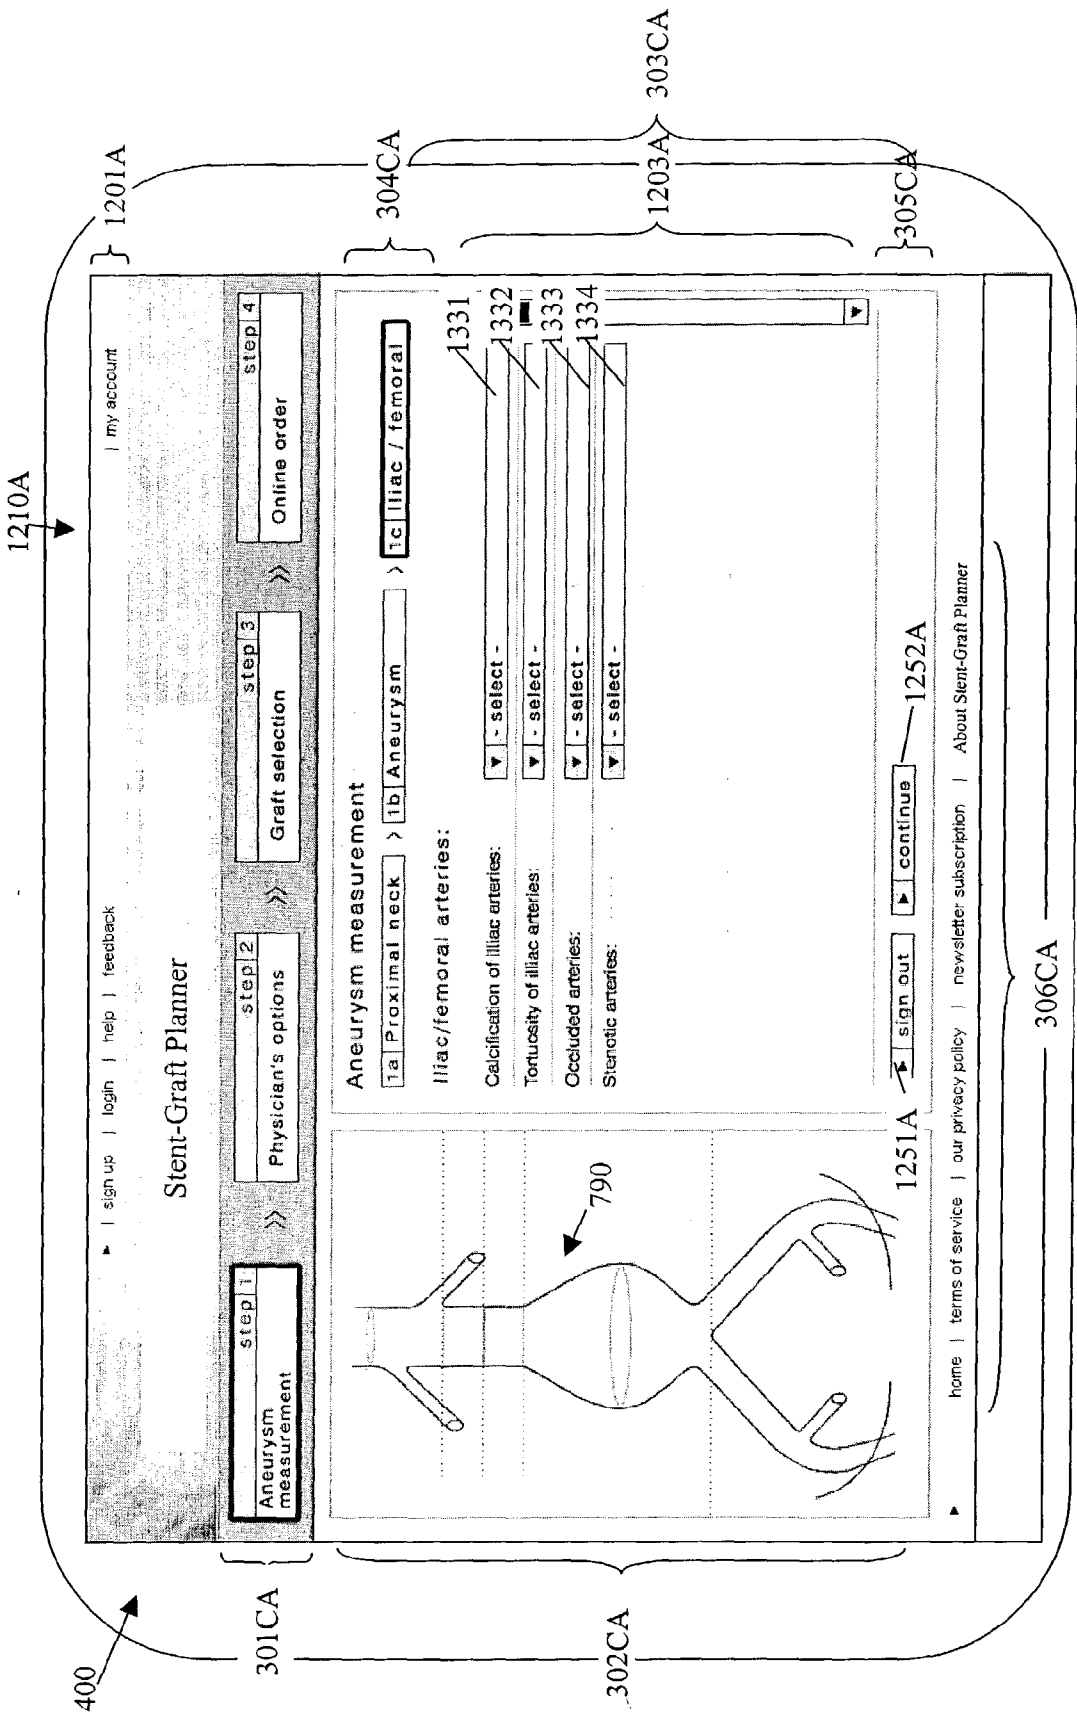 1210A
1201A
400
| sign up | login | help | feedback
| my account
Stent-Graft Planner
301CA
step 1
Aneurysm
measurement
»
step 2
Physician's options
»
step 3
Graft selection
»
step 4
Online order
302CA
790
Aneurysm measurement
304CA
1a Proximal neck > 1b Aneurysm > 1c Iliac / femoral
Iliac/femoral arteries:
303CA
1203A
Calcification of illiac arteries:
- select -
1331
Tortucsity of illiac arteries:
- select -
1332
Occluded arteries:
- select -
1333
Stenotic arteries:
- select -
1334
305CA
1251A
sign out
continue
1252A
home | terms of service | our privacy policy | newsletter subscription | About Stent-Graft Planner
306CA